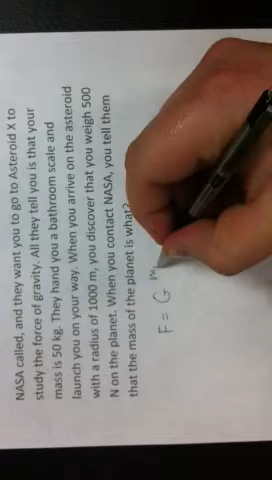 NASA called, and they want you to go to Asteroid X to
study the force of gravity. All they tell you is that your
mass is 50 kg. They hand you a bathroom scale and
launch you on your way. When you arrive on the asteroid
with a radius of 1000 m, you discover that you weigh 500
N on the planet. When you contact NASA, you tell them
that the mass of the planet is what?
F = G m